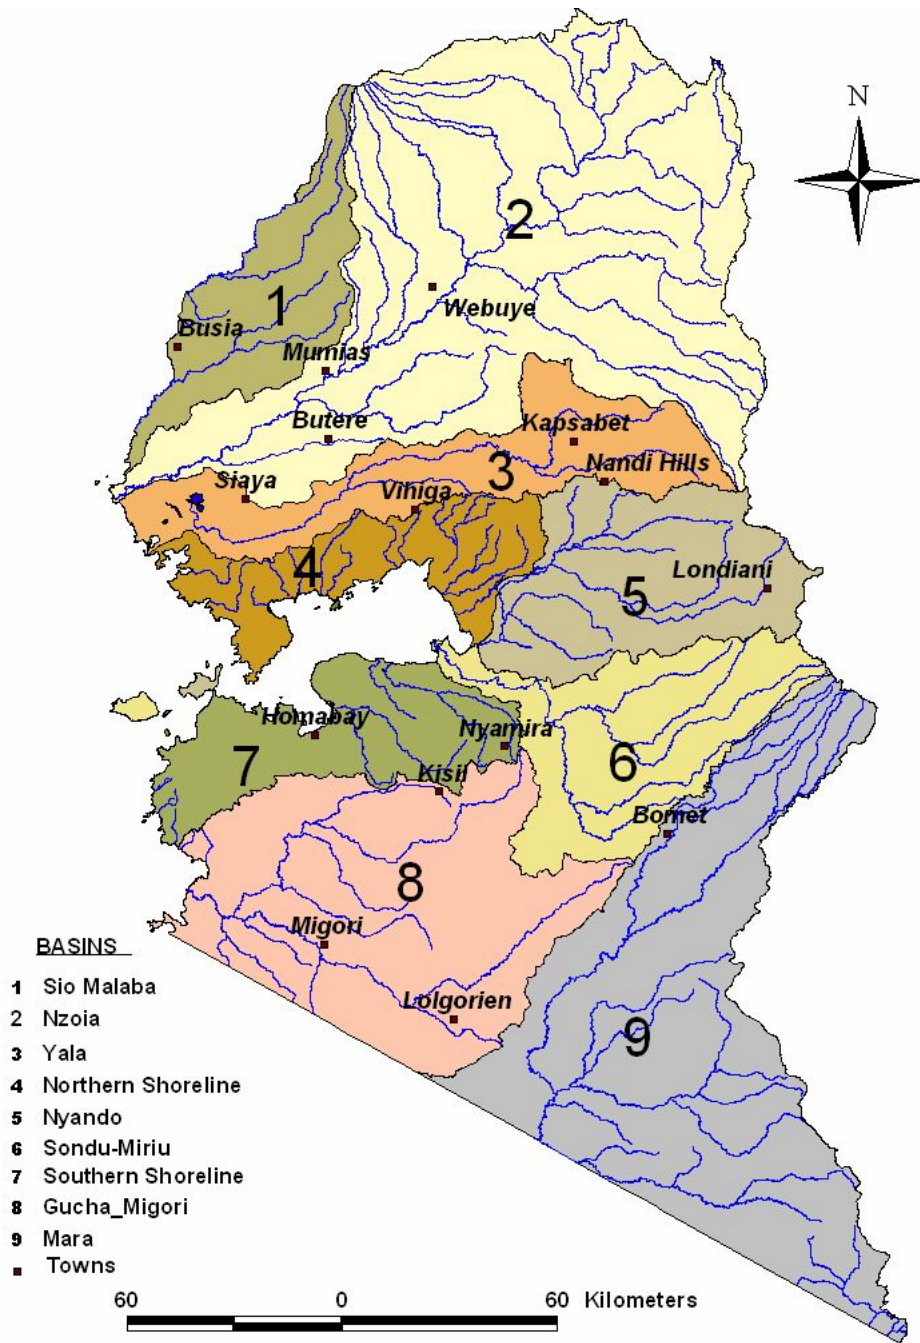 N
2
1
Webuye
Busia
Mumias
Butere
Kapsabet
3
Nandi Hills
Siaya
Vihiga
4
5
Londiani
Homabay
Nyamira
7
6
Kisii
Bomet
8
Migori
BASINS
Lolgorien
9
1 Sio Malaba
2 Nzoia
3 Yala
4 Northern Shoreline
5 Nyando
6 Sondu-Miriu
7 Southern Shoreline
8 Gucha_Migori
9 Mara
Towns
60 0 60 Kilometers